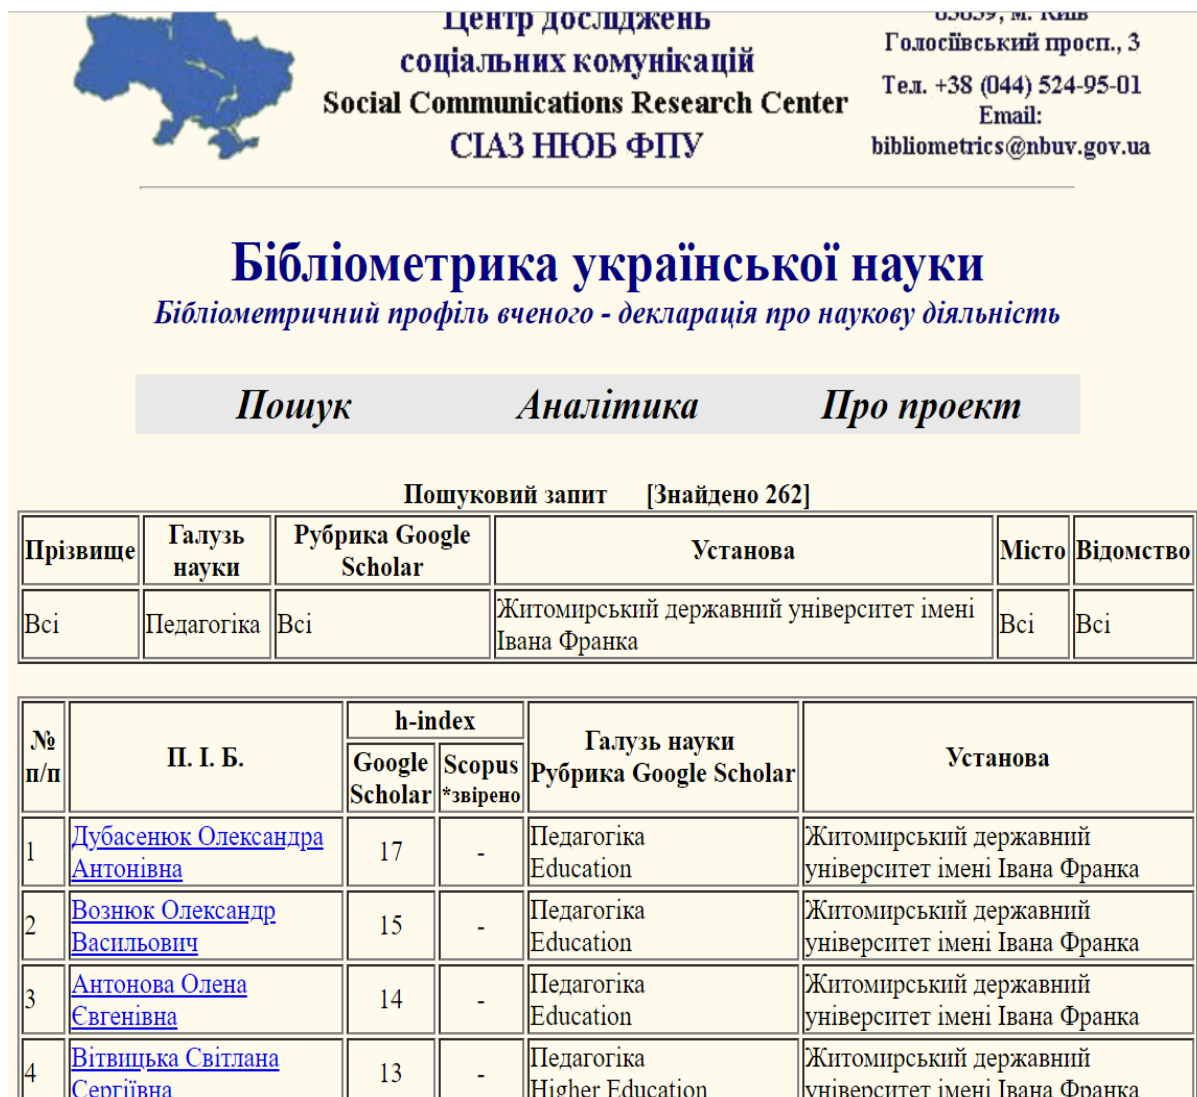 Центр досліджень
соціальних комунікацій
Social Communications Research Center
СІАЗ НЮБ ФПУ
03039, м. Київ
Голосіївський просп., 3
Тел. +38 (044) 524-95-01
Email:
bibliometrics@nbuv.gov.ua
Бібліометрика української науки
Бібліометричний профіль вченого - декларація про наукову діяльність
Пошук Аналітика Про проект
Пошуковий запит [Знайдено 262]
Прізвище Галузь науки Рубрика Google Scholar Установа Місто Відомство
Всі Педагогіка Всі Житомирський державний університет імені Івана Франка Всі Всі
№ п/п П. І. Б. h-index Галузь науки Рубрика Google Scholar Установа
Google Scholar Scopus *звірено
1 Дубасенюк Олександра Антонівна 17 - Педагогіка Education Житомирський державний університет імені Івана Франка
2 Вознюк Олександр Васильович 15 - Педагогіка Education Житомирський державний університет імені Івана Франка
3 Антонова Олена Євгенівна 14 - Педагогіка Education Житомирський державний університет імені Івана Франка
4 Вітвицька Світлана Сергіївна 13 - Педагогіка Higher Education Житомирський державний університет імені Івана Франка